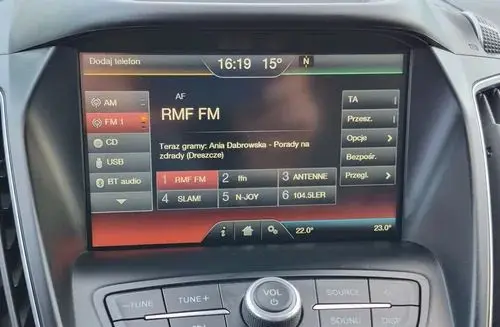 Dodaj telefon
16:19 15°
N
AM
FM 1
CD
USB
BT audio
AF
RMF FM
Teraz gramy: Ania Dąbrowska - Porady na
zdrady (Dreszcze)
1 RMF FM 2 ffn 3 ANTENNE
4 SLAM! 5 N-JOY 6 104.5LER
TA
Przesz.
Opcje
Bezpośr.
Przegl.
i
22.0° 23.0°
-TUNE TUNE+ VOL SOURCE
SOUND